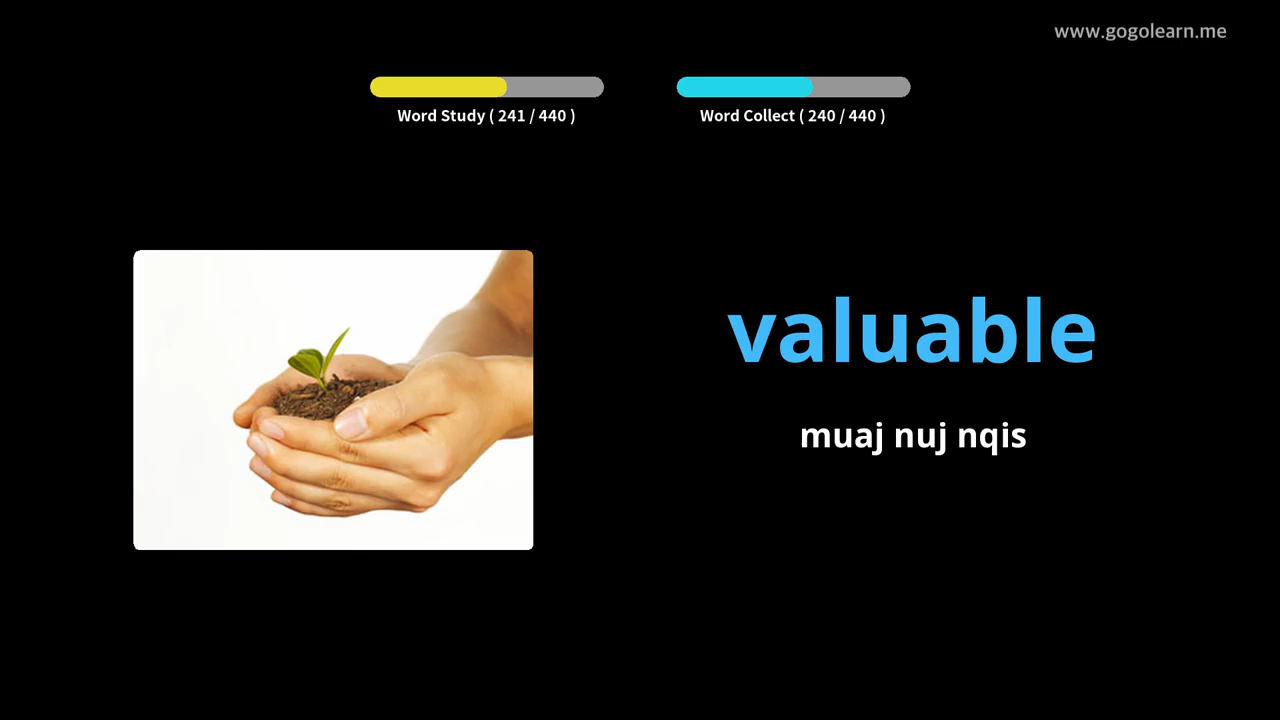 www.gogolearn.me
Word Study ( 241 / 440 )
Word Collect ( 240 / 440 )
valuable
muaj nuj nqis